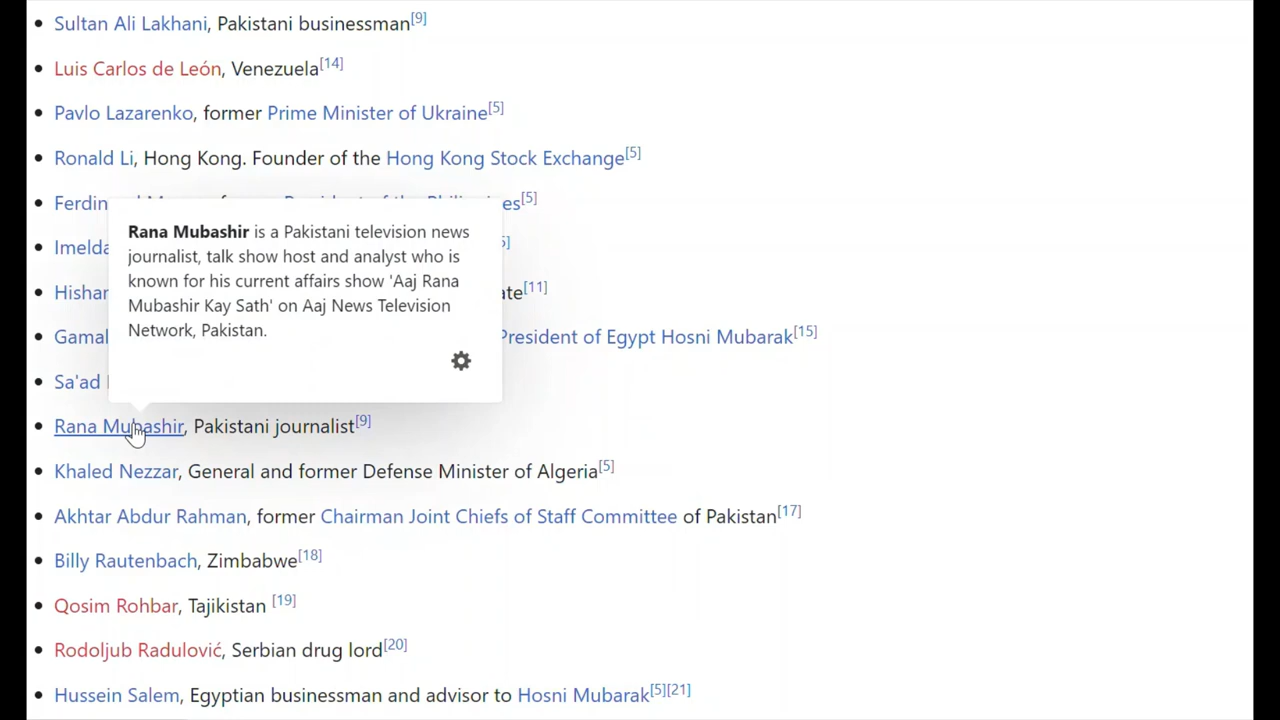 Sultan Ali Lakhani, Pakistani businessman[9]
Luis Carlos de León, Venezuela[14]
Pavlo Lazarenko, former Prime Minister of Ukraine[5]
Ronald Li, Hong Kong. Founder of the Hong Kong Stock Exchange[5]
[5]
Imelda
Rana Mubashir is a Pakistani television news
journalist, talk show host and analyst who is
known for his current affairs show 'Aaj Rana
Mubashir Kay Sath' on Aaj News Television
Network, Pakistan.
[11]
President of Egypt Hosni Mubarak[15]
Sa'ad
Rana Mubashir, Pakistani journalist[9]
Khaled Nezzar, General and former Defense Minister of Algeria[5]
Akhtar Abdur Rahman, former Chairman Joint Chiefs of Staff Committee of Pakistan[17]
Billy Rautenbach, Zimbabwe[18]
Qosim Rohbar, Tajikistan [19]
Rodoljub Radulović, Serbian drug lord[20]
Hussein Salem, Egyptian businessman and advisor to Hosni Mubarak[5][21]